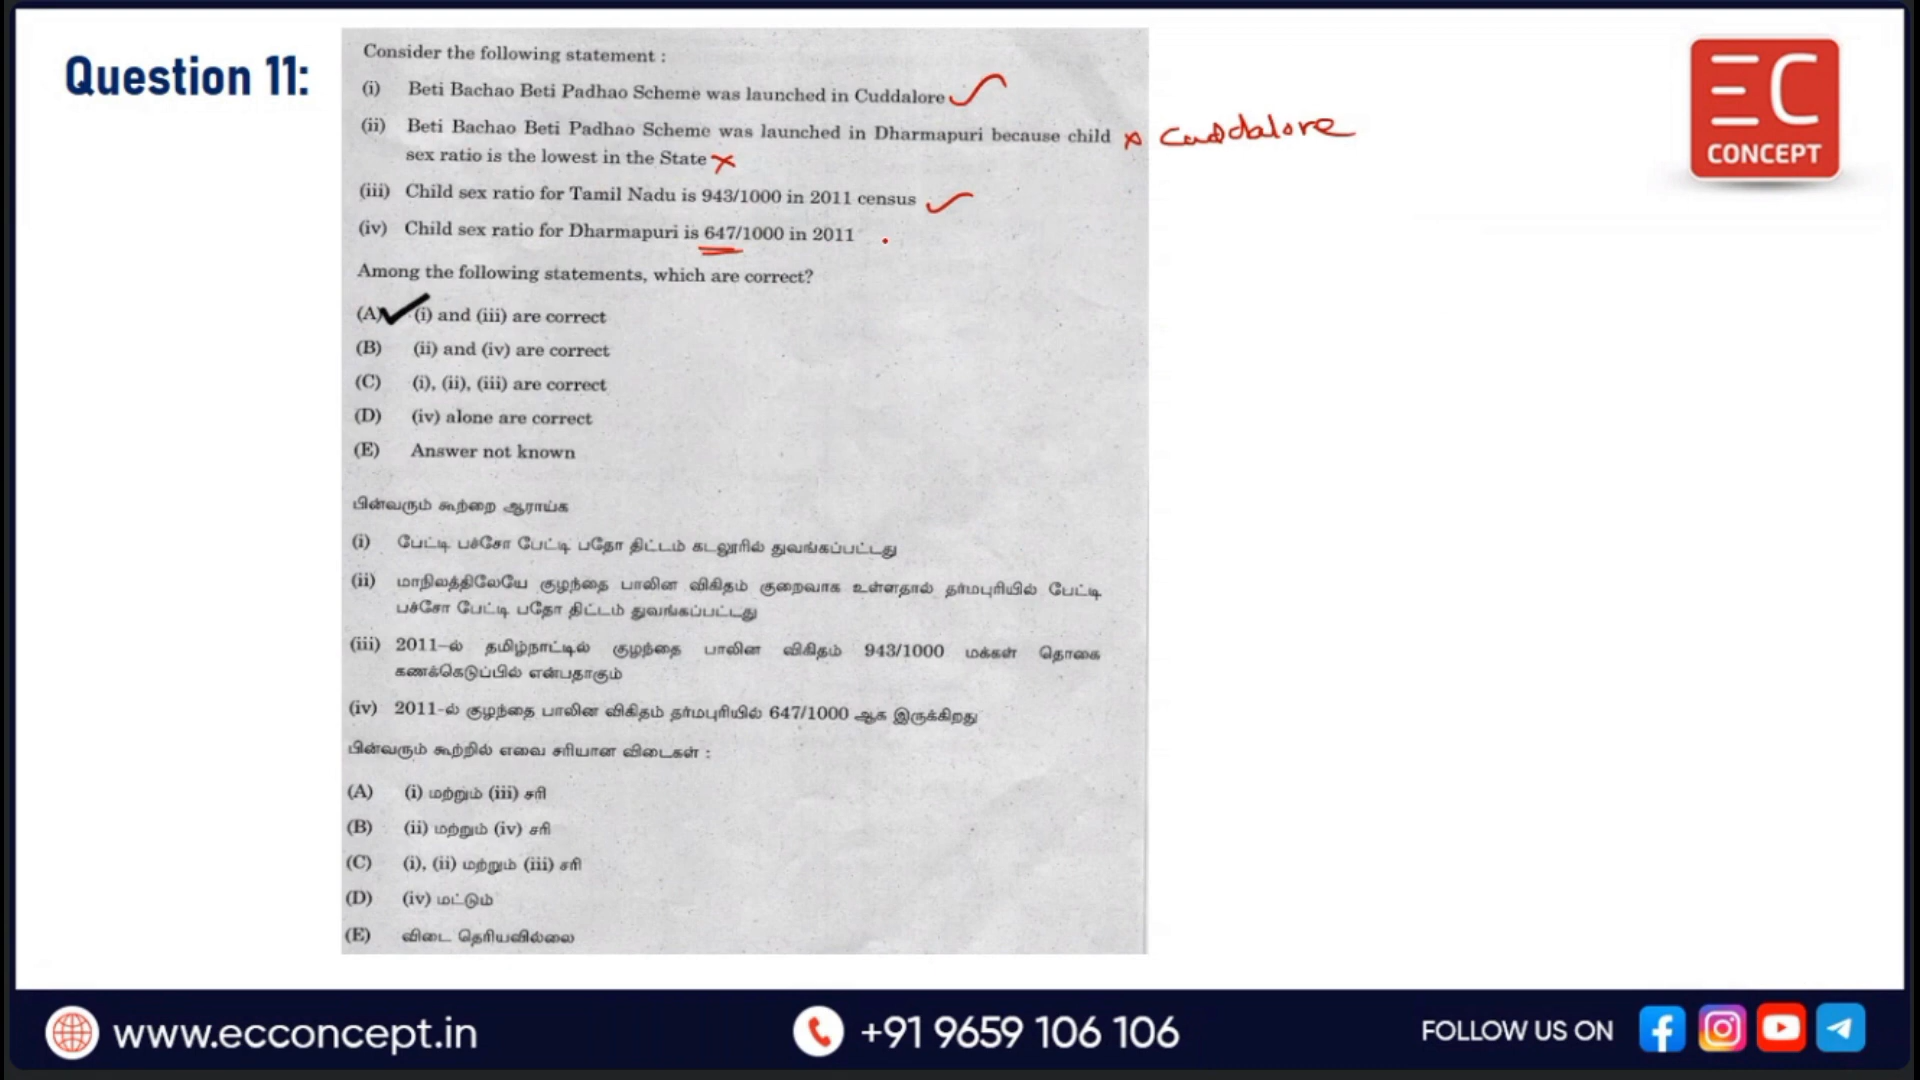 Question 11:
Consider the following statement :
(i) Beti Bachao Beti Padhao Scheme was launched in Cuddalore
(ii) Beti Bachao Beti Padhao Scheme was launched in Dharmapuri because child Cuddalore
sex ratio is the lowest in the State
(iii) Child sex ratio for Tamil Nadu is 943/1000 in 2011 census
(iv) Child sex ratio for Dharmapuri is 647/1000 in 2011
Among the following statements, which are correct?
(A) (i) and (iii) are correct
(B) (ii) and (iv) are correct
(C) (i), (ii), (iii) are correct
(D) (iv) alone are correct
(E) Answer not known
பின்வரும் கூற்றை ஆராய்க
(i) பேட்டி பச்சோ பேட்டி பதோ திட்டம் கடலூரில் துவங்கப்பட்டது
(ii) மாநிலத்திலேயே குழந்தை பாலின விகிதம் குறைவாக உள்ளதால் தர்மபுரியில் பேட்டி
பச்சோ பேட்டி பதோ திட்டம் துவங்கப்பட்டது
(iii) 2011–ல் தமிழ்நாட்டில் குழந்தை பாலின விகிதம் 943/1000 மக்கள் தொகை
கணக்கெடுப்பில் என்பதாகும்
(iv) 2011-ல் குழந்தை பாலின விகிதம் தர்மபுரியில் 647/1000 ஆக இருக்கிறது
பின்வரும் கூற்றில் எவை சரியான விடைகள் :
(A) (i) மற்றும் (iii) சரி
(B) (ii) மற்றும் (iv) சரி
(C) (i), (ii) மற்றும் (iii) சரி
(D) (iv) மட்டும்
(E) விடை தெரியவில்லை
EC
CONCEPT
www.ecconcept.in
+91 9659 106 106
FOLLOW US ON